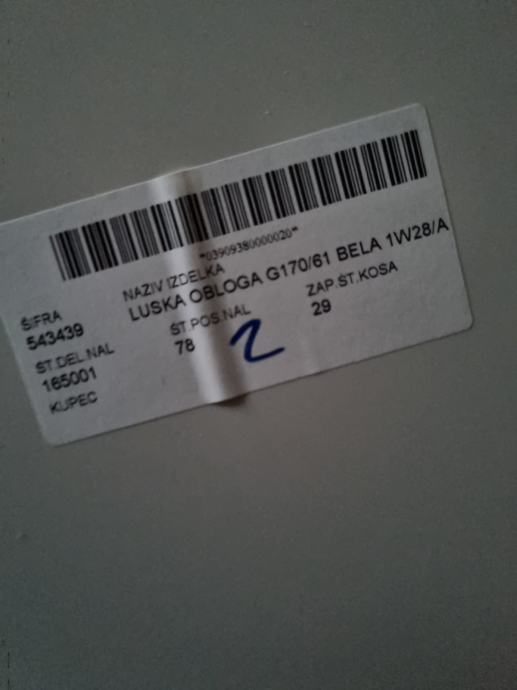 *03909380000020*
ŠIFRA NAZIV IZDELKA
543439 LUSKA OBLOGA G170/61 BELA 1W28/A
ŠT.DEL.NAL ŠT.POS.NAL ZAP.ŠT.KOSA
165001 78 29
KUPEC
2